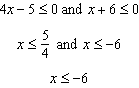 4x − 5 ≤ 0 and x + 6 ≤ 0
x ≤ 5/4 and x ≤ −6
x ≤ −6